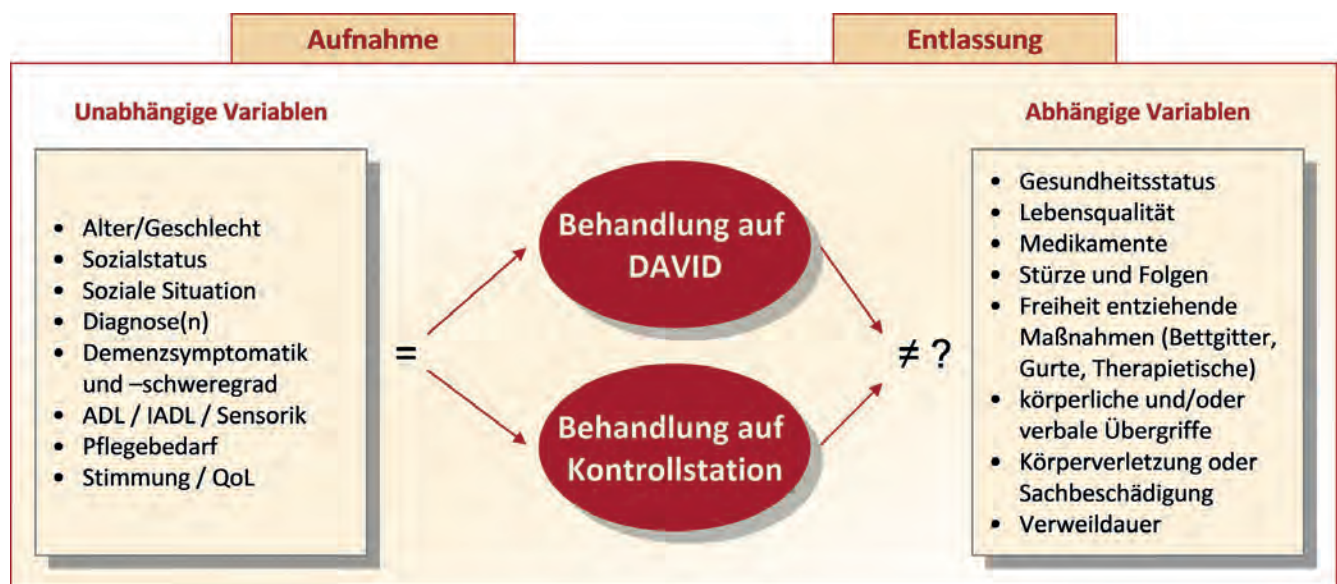 Aufnahme
Entlassung
Unabhängige Variablen
• Alter/Geschlecht
• Sozialstatus
• Soziale Situation
• Diagnose(n)
• Demenzsymptomatik
und –schweregrad
• ADL / IADL / Sensorik
• Pflegebedarf
• Stimmung / QoL
=
Behandlung auf
DAVID
Behandlung auf
Kontrollstation
≠ ?
Abhängige Variablen
• Gesundheitsstatus
• Lebensqualität
• Medikamente
• Stürze und Folgen
• Freiheit entziehende
Maßnahmen (Bettgitter,
Gurte, Therapietische)
• körperliche und/oder
verbale Übergriffe
• Körperverletzung oder
Sachbeschädigung
• Verweildauer